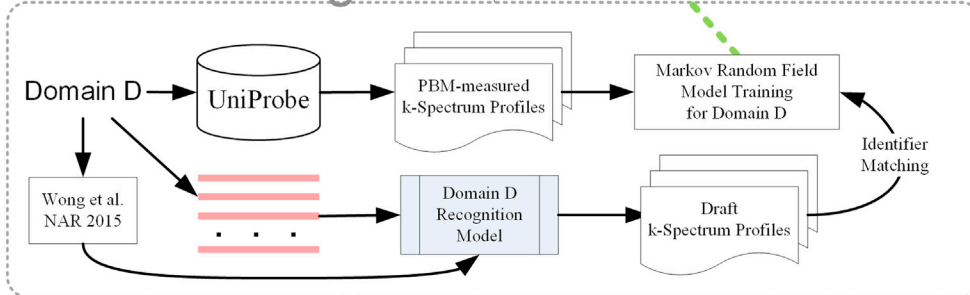 Domain D
UniProbe
PBM-measured
k-Spectrum Profiles
Markov Random Field
Model Training
for Domain D
Identifier
Matching
Wong et al.
NAR 2015
. . .
Domain D
Recognition
Model
Draft
k-Spectrum Profiles